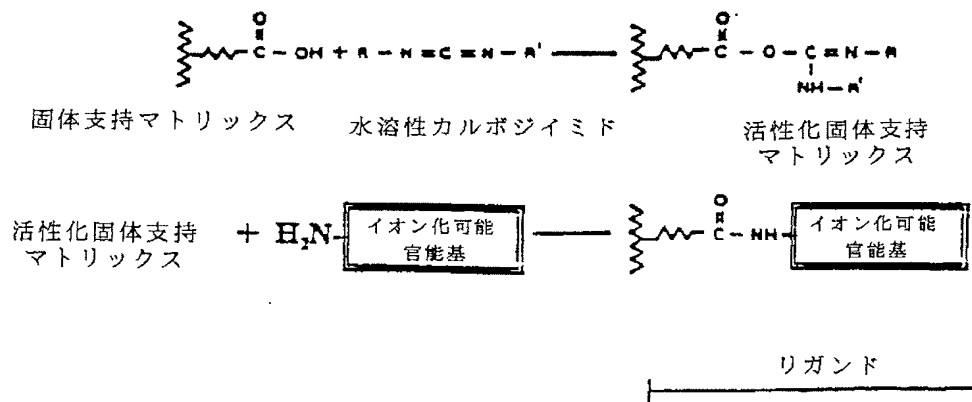 O
C - OH + R - N = C = N - R'
O
C - O - C = N - R
NH - R'
固体支持マトリックス
水溶性カルボジイミド
活性化固体支持
マトリックス
活性化固体支持
マトリックス
+ H₂N-
イオン化可能
官能基
O
C - NH
イオン化可能
官能基
リガンド